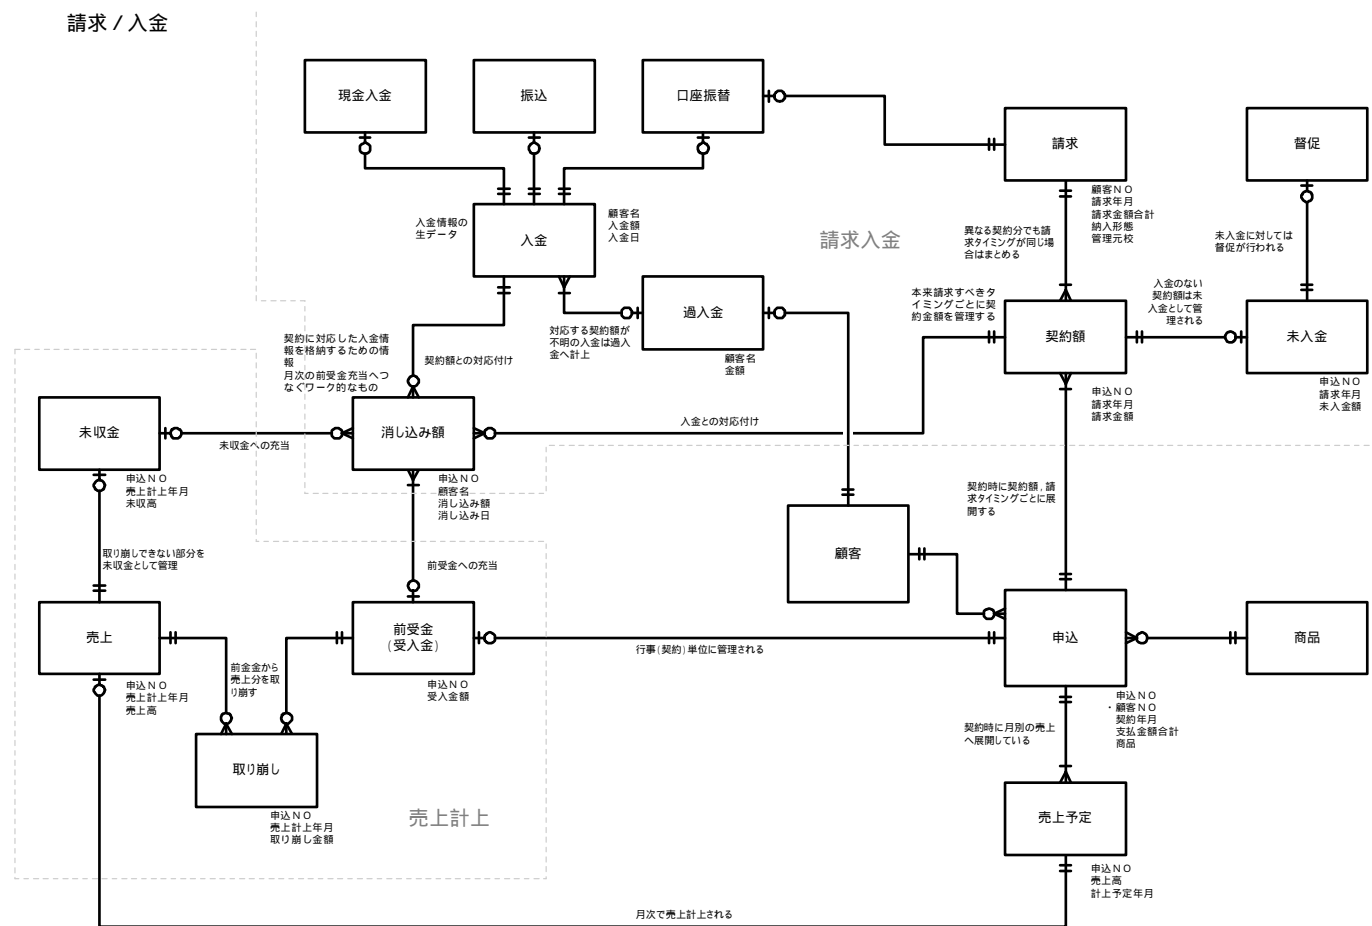 請求 / 入金
現金入金
振込
口座振替
請求
督促
顧客ＮＯ
請求年月
請求金額合計
納入形態
管理元校
入金情報の
生データ
入金
顧客名
入金額
入金日
請求入金
異なる契約分でも請
求タイミングが同じ場
合はまとめる
未入金に対しては
督促が行われる
本来請求すべきタ
イミングごとに契
約金額を管理する
入金のない
契約額は未
入金として管
理される
過入金
顧客名
金額
対応する契約額が
不明の入金は過入
金へ計上
契約額
申込ＮＯ
請求年月
請求金額
未入金
申込ＮＯ
請求年月
未入金額
契約に対応した入金情
報を格納するための情
報
月次の前受金充当へつ
なぐワーク的なもの
契約額との対応付け
未収金
申込ＮＯ
売上計上年月
未収高
未収金への充当
消し込み額
申込ＮＯ
顧客名
消し込み額
消し込み日
入金との対応付け
契約時に契約額,請
求タイミングごとに展
開する
顧客
取り崩しできない部分を
未収金として管理
前受金への充当
売上
申込ＮＯ
売上計上年月
売上高
前受金
(受入金)
申込ＮＯ
受入金額
行事(契約)単位に管理される
申込
申込ＮＯ
・顧客ＮＯ
契約年月
支払金額合計
商品
商品
前金金から
売上分を取
り崩す
取り崩し
申込ＮＯ
売上計上年月
取り崩し金額
売上計上
契約時に月別の売上
へ展開している
売上予定
申込ＮＯ
売上高
計上予定年月
月次で売上計上される